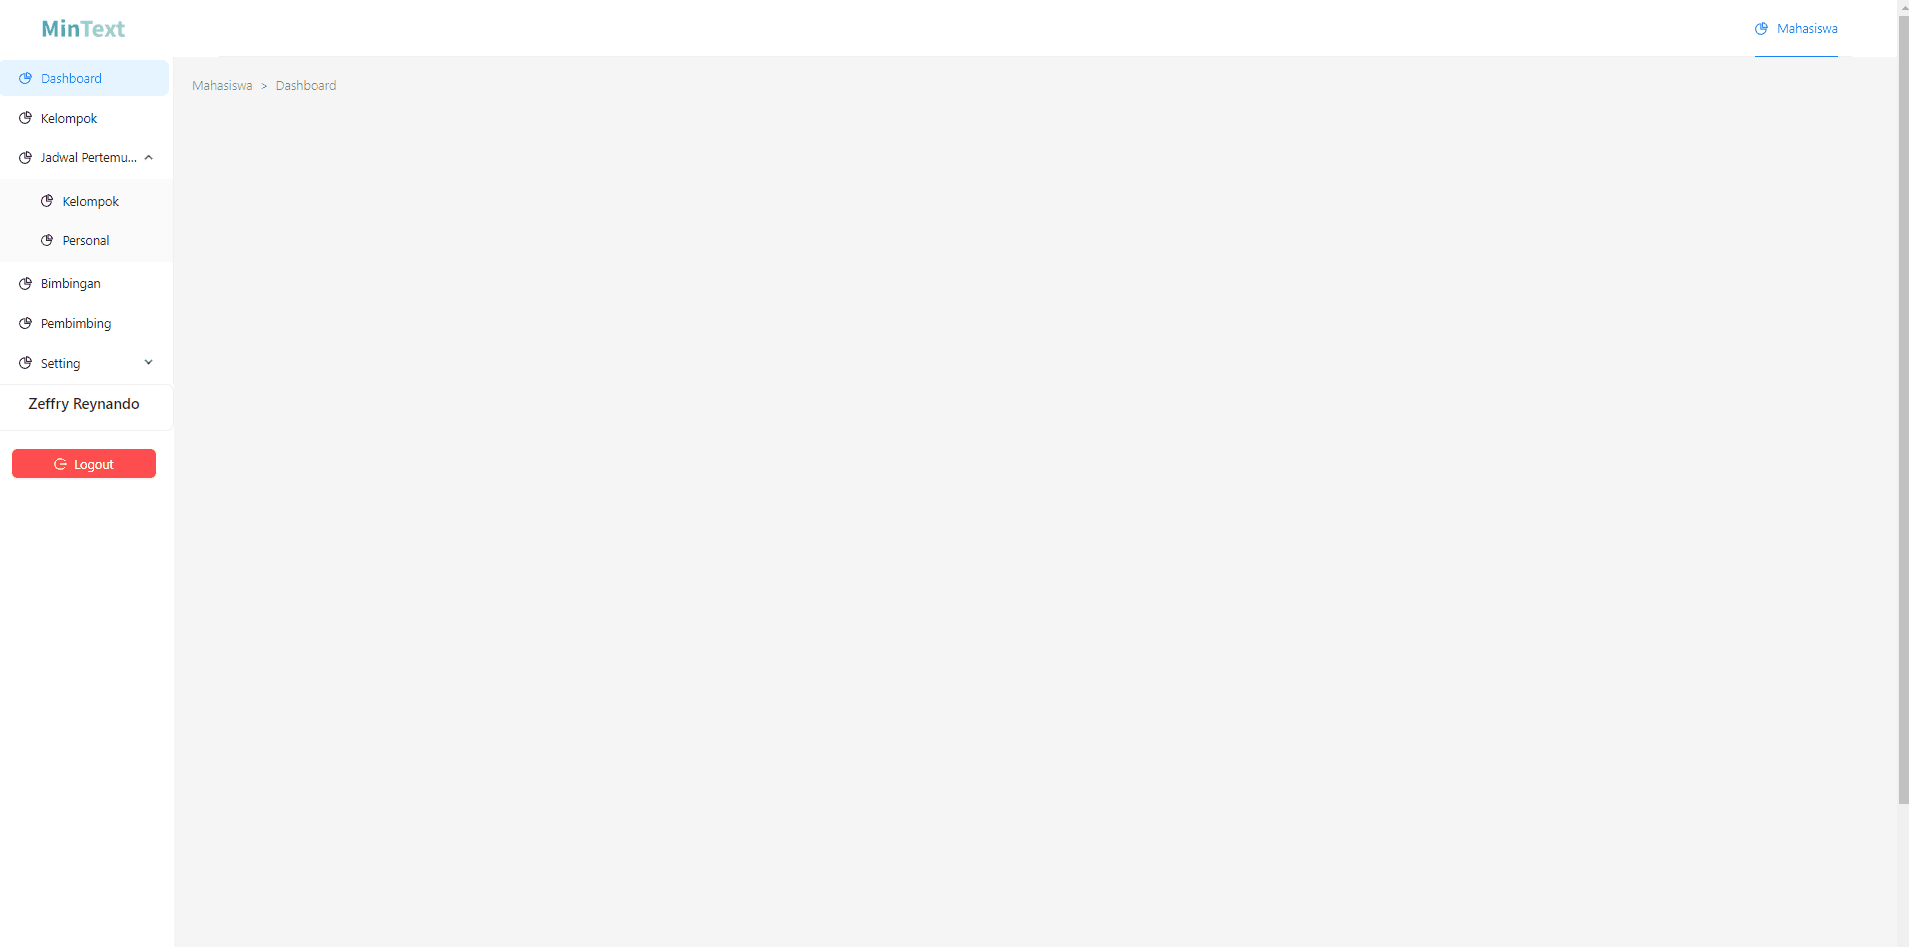 MinText
Mahasiswa
Dashboard
Mahasiswa > Dashboard
Kelompok
Jadwal Pertemu...
Kelompok
Personal
Bimbingan
Pembimbing
Setting
Zeffry Reynando
Logout